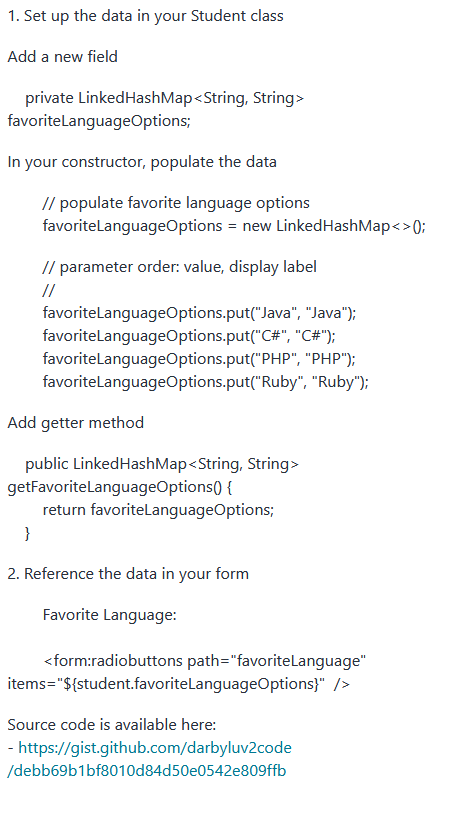 1. Set up the data in your Student class
Add a new field
private LinkedHashMap<String, String>
favoriteLanguageOptions;
In your constructor, populate the data
// populate favorite language options
favoriteLanguageOptions = new LinkedHashMap<>();
// parameter order: value, display label
//
favoriteLanguageOptions.put("Java", "Java");
favoriteLanguageOptions.put("C#", "C#");
favoriteLanguageOptions.put("PHP", "PHP");
favoriteLanguageOptions.put("Ruby", "Ruby");
Add getter method
public LinkedHashMap<String, String>
getFavoriteLanguageOptions() {
return favoriteLanguageOptions;
}
2. Reference the data in your form
Favorite Language:
<form:radiobuttons path="favoriteLanguage"
items="${student.favoriteLanguageOptions}" />
Source code is available here:
- https://gist.github.com/darbyluv2code
/debb69b1bf8010d84d50e0542e809ffb